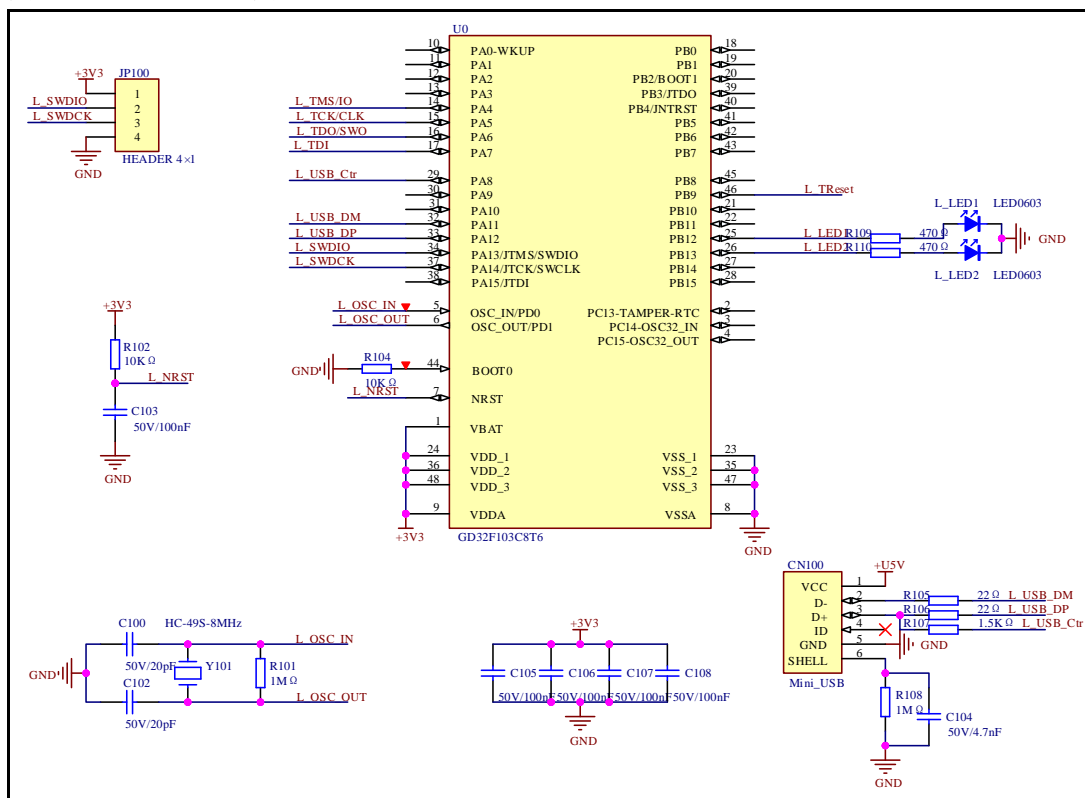 U0
10 PA0-WKUP PB0 18
11 PA1 PB1 19
12 PA2 PB2/BOOT1 20
13 PA3 PB3/JTDO 39
L_TMS/IO 14 PA4 PB4/JNTRST 40
L_TCK/CLK 15 PA5 PB5 41
L_TDO/SWO 16 PA6 PB6 42
L_TDI 17 PA7 PB7 43
L_USB_Ctr 29 PA8 PB8 45
30 PA9 PB9 46 L_TReset
31 PA10 PB10 21
L_USB_DM 32 PA11 PB11 22
L_USB_DP 33 PA12 PB12 25 L_LED1 R109 470Ω
L_SWDIO 34 PA13/JTMS/SWDIO PB13 26 L_LED2 R110 470Ω
L_SWDCK 37 PA14/JTCK/SWCLK PB14 27
38 PA15/JTDI PB15 28
L_OSC_IN 5 OSC_IN/PD0 PC13-TAMPER-RTC 2
L_OSC_OUT 6 OSC_OUT/PD1 PC14-OSC32_IN 3
PC15-OSC32_OUT 4
GND R104 10KΩ 44 BOOT0
L_NRST 7 NRST
1 VBAT
24 VDD_1 VSS_1 23
36 VDD_2 VSS_2 35
48 VDD_3 VSS_3 47
9 VDDA VSSA 8
+3V3 GND
GD32F103C8T6
L_LED1 LED0603
GND
L_LED2 LED0603
+3V3 JP100
1
L_SWDIO 2
L_SWDCK 3
4
GND
HEADER 4×1
+3V3
R102
10KΩ
L_NRST
C103
50V/100nF
GND
C100 HC-49S-8MHz
L_OSC_IN
50V/20pF Y101 R101
GND
1MΩ
C102
L_OSC_OUT
50V/20pF
+3V3
C105 C106 C107 C108
50V/100nF 50V/100nF 50V/100nF 50V/100nF
GND
CN100 +U5V
VCC 1
D- 2 R105 22Ω L_USB_DM
D+ 3 R106 22Ω L_USB_DP
ID 4 R107 1.5KΩ L_USB_Ctr
GND 5 GND
SHELL 6
Mini_USB
R108
1MΩ
C104
50V/4.7nF
GND